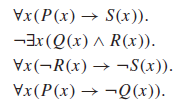 ∀x(P(x) → S(x)).
¬∃x(Q(x) ∧ R(x)).
∀x(¬R(x) → ¬S(x)).
∀x(P(x) → ¬Q(x)).